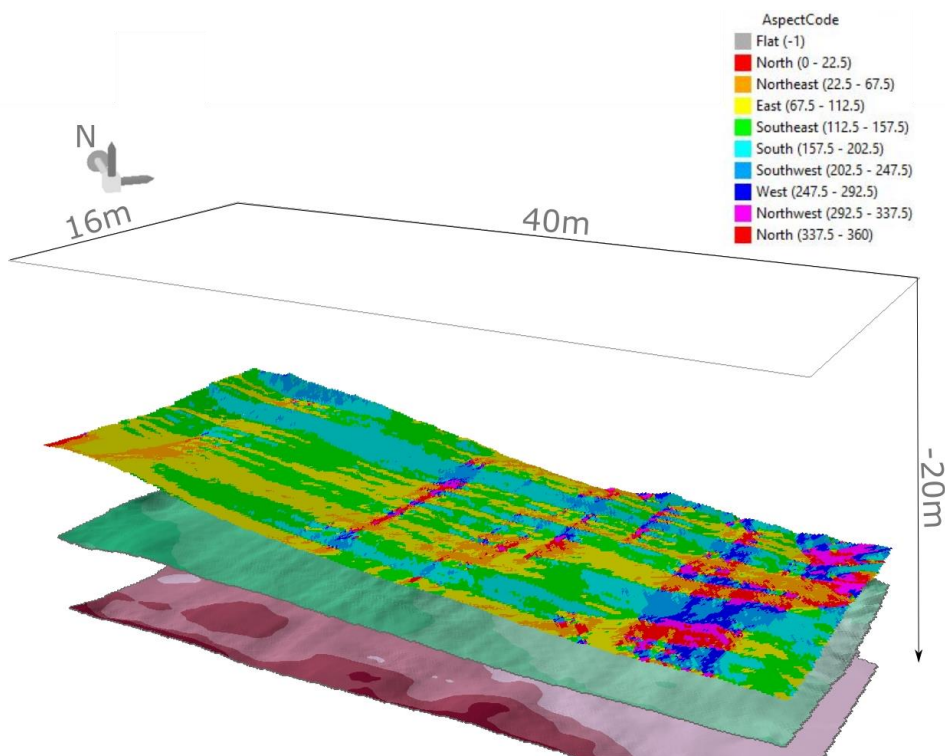 AspectCode
Flat (-1)
North (0 - 22.5)
Northeast (22.5 - 67.5)
East (67.5 - 112.5)
Southeast (112.5 - 157.5)
South (157.5 - 202.5)
Southwest (202.5 - 247.5)
West (247.5 - 292.5)
Northwest (292.5 - 337.5)
North (337.5 - 360)
N
16m
40m
-20m